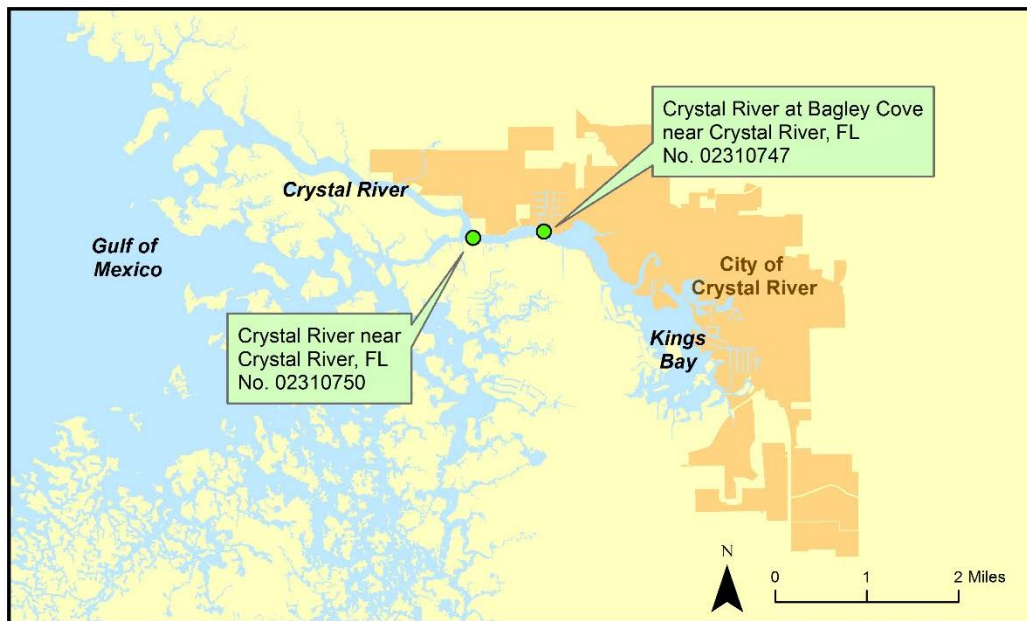 Crystal River at Bagley Cove
near Crystal River, FL
No. 02310747
Crystal River
Gulf of
Mexico
City of
Crystal River
Crystal River near
Crystal River, FL
No. 02310750
Kings
Bay
N
0 1 2 Miles